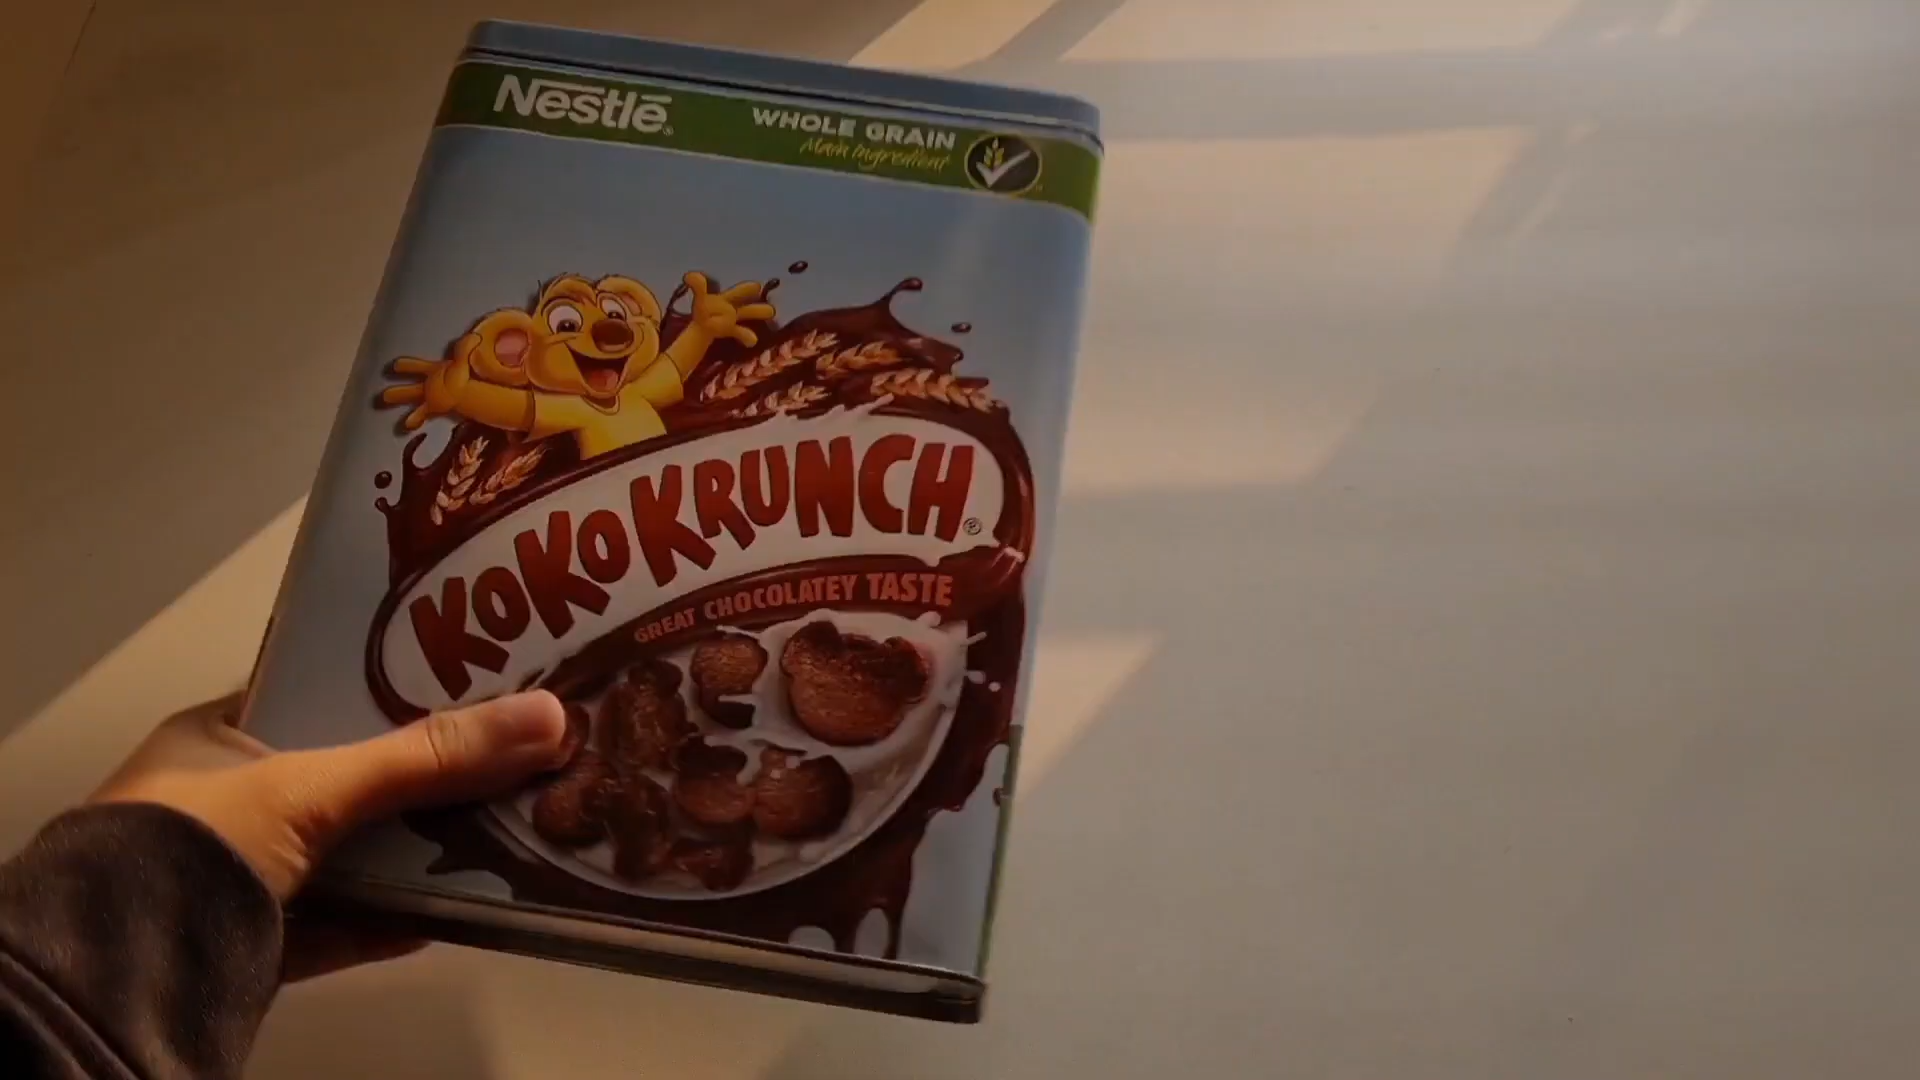 Nestlé®
WHOLE GRAIN
Main Ingredient
KOKO KRUNCH®
GREAT CHOCOLATEY TASTE